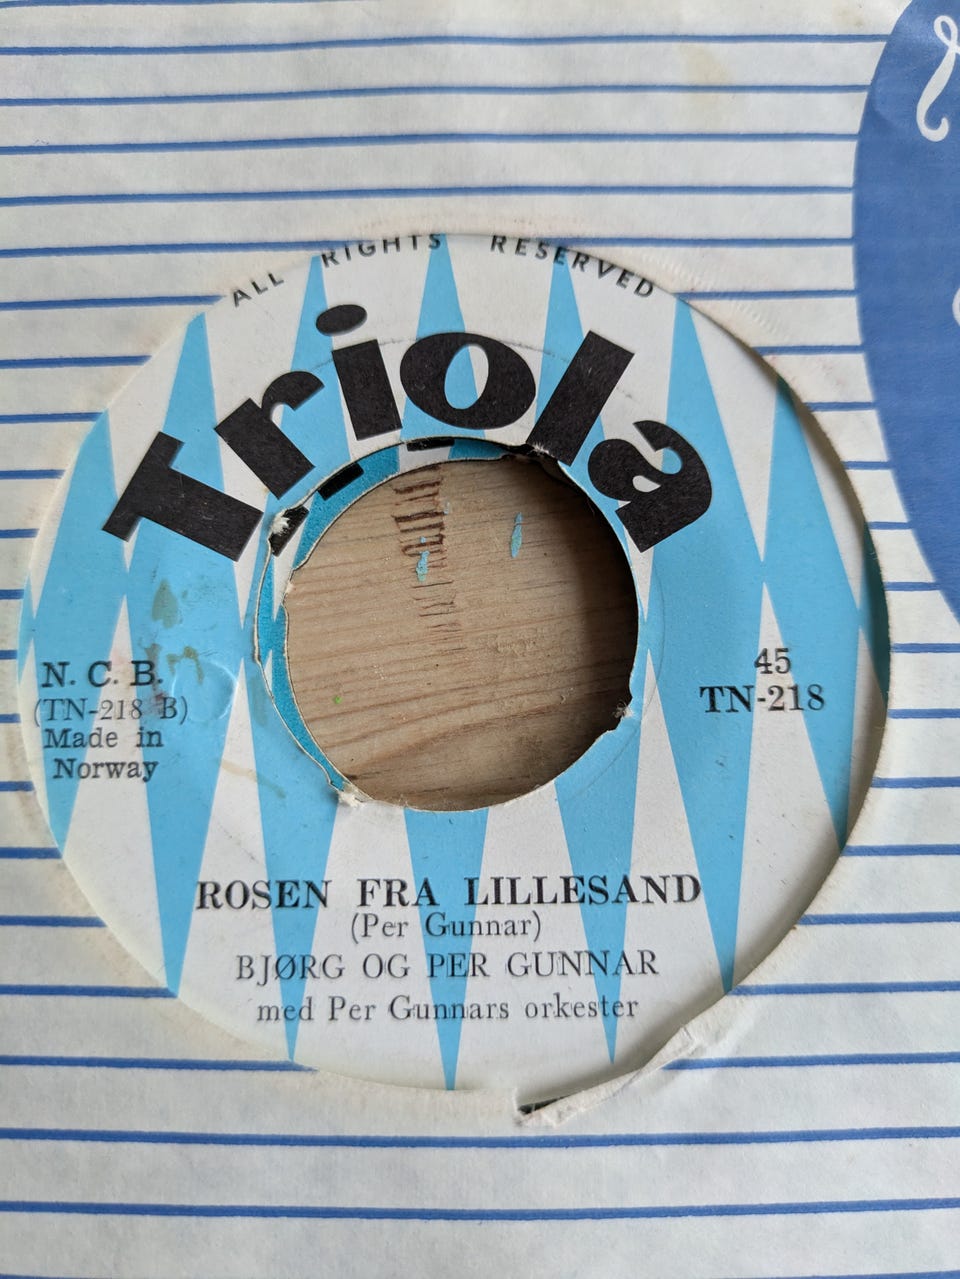 ALL RIGHTS RESERVED
Triola
N. C. B.
(TN-218 B)
Made in
Norway
45
TN-218
ROSEN FRA LILLESAND
(Per Gunnar)
BJØRG OG PER GUNNAR
med Per Gunnars orkester